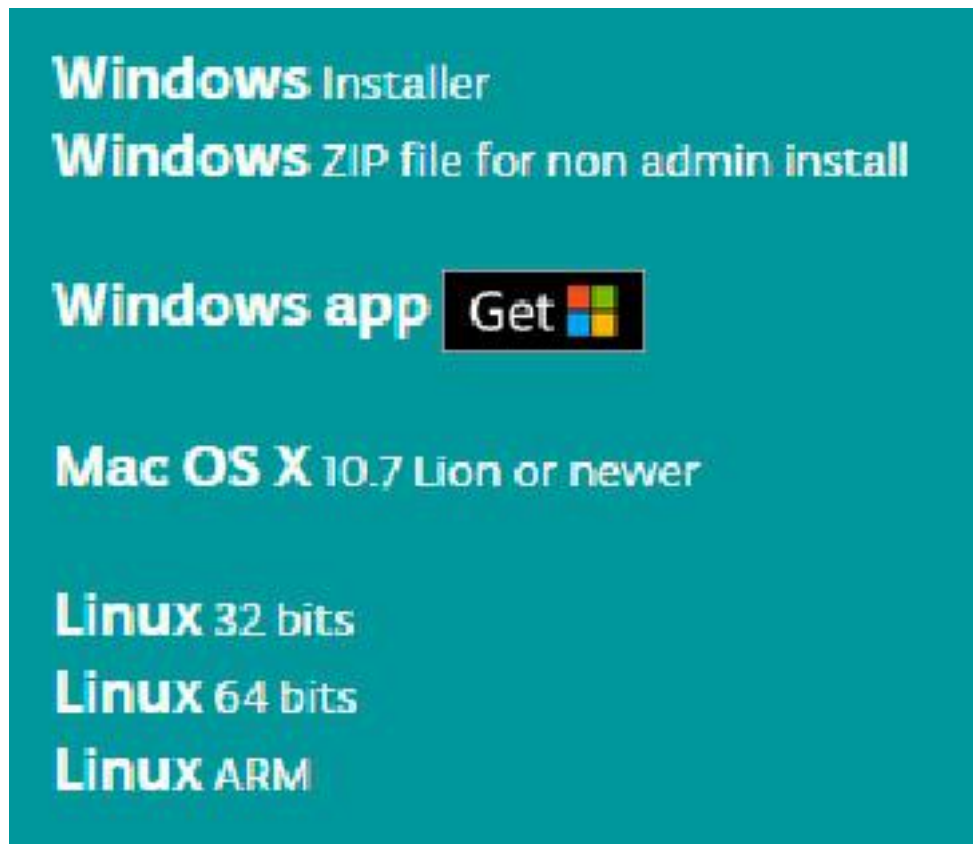 Windows Installer
Windows ZIP file for non admin install
Windows app Get
Mac OS X 10.7 Lion or newer
Linux 32 bits
Linux 64 bits
Linux ARM